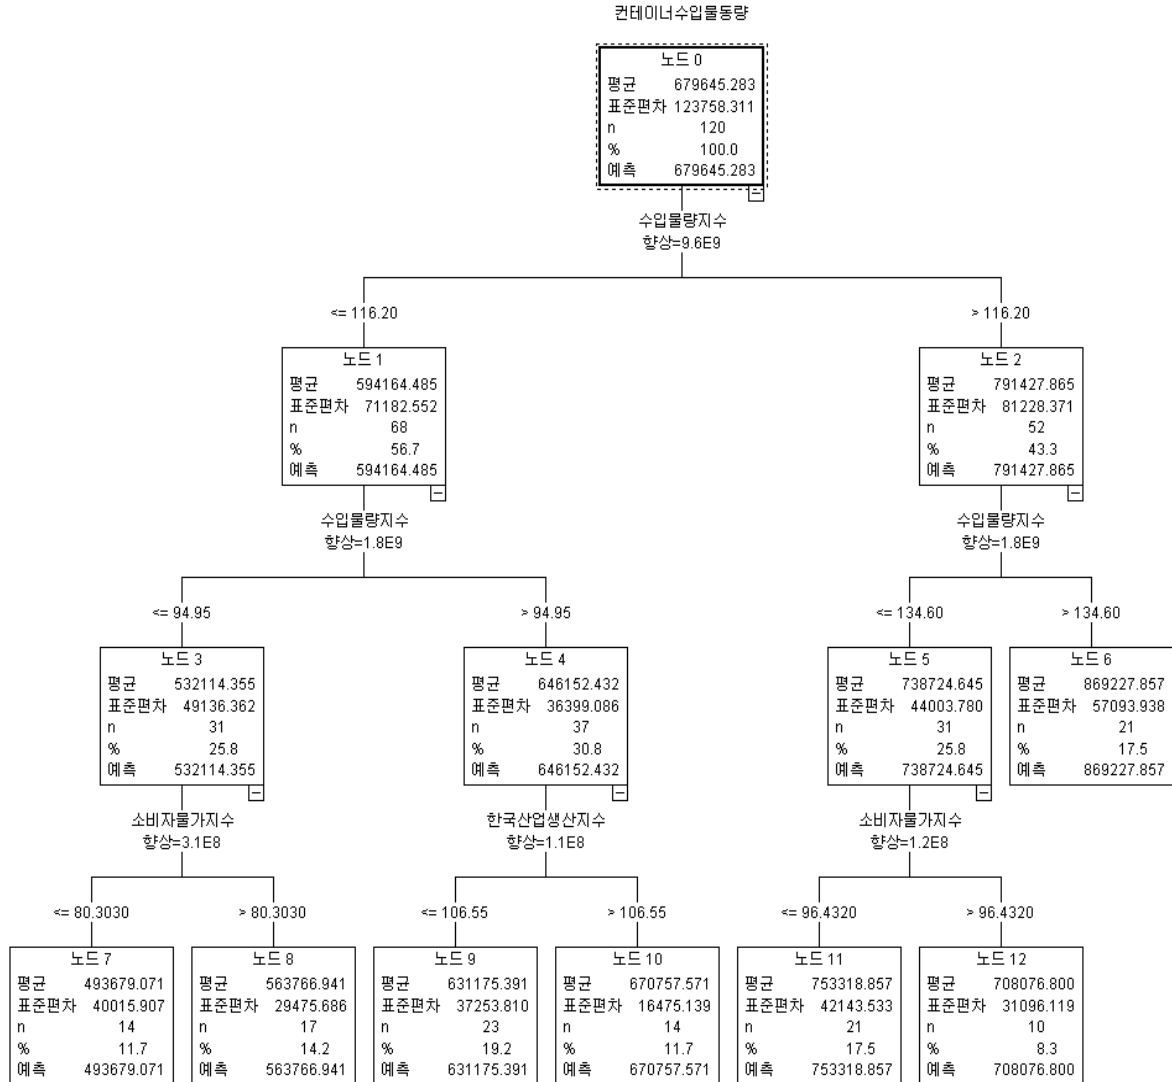 컨테이너수입물동량
노드 0
평균 679645.283
표준편차 123758.311
n 120
% 100.0
예측 679645.283
수입물량지수
향상=9.6E9
<= 116.20
> 116.20
노드 1
평균 594164.485
표준편차 71182.552
n 68
% 56.7
예측 594164.485
노드 2
평균 791427.865
표준편차 81228.371
n 52
% 43.3
예측 791427.865
수입물량지수
향상=1.8E9
수입물량지수
향상=1.8E9
<= 94.95
> 94.95
<= 134.60
> 134.60
노드 3
평균 532114.355
표준편차 49136.362
n 31
% 25.8
예측 532114.355
노드 4
평균 646152.432
표준편차 36399.086
n 37
% 30.8
예측 646152.432
노드 5
평균 738724.645
표준편차 44003.780
n 31
% 25.8
예측 738724.645
노드 6
평균 869227.857
표준편차 57093.938
n 21
% 17.5
예측 869227.857
소비자물가지수
향상=3.1E8
한국산업생산지수
향상=1.1E8
소비자물가지수
향상=1.2E8
<= 80.3030
> 80.3030
<= 106.55
> 106.55
<= 96.4320
> 96.4320
노드 7
평균 493679.071
표준편차 40015.907
n 14
% 11.7
예측 493679.071
노드 8
평균 563766.941
표준편차 29475.686
n 17
% 14.2
예측 563766.941
노드 9
평균 631175.391
표준편차 37253.810
n 23
% 19.2
예측 631175.391
노드 10
평균 670757.571
표준편차 16475.139
n 14
% 11.7
예측 670757.571
노드 11
평균 753318.857
표준편차 42143.533
n 21
% 17.5
예측 753318.857
노드 12
평균 708076.800
표준편차 31096.119
n 10
% 8.3
예측 708076.800